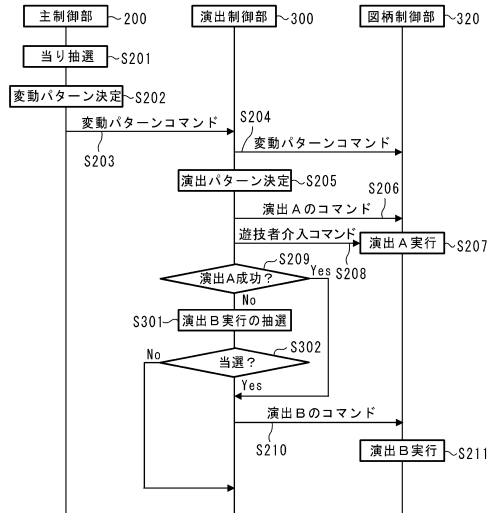 主制御部
200
演出制御部
300
図柄制御部
320
当り抽選
S201
変動パターン決定
S202
変動パターンコマンド
S203
S204
変動パターンコマンド
演出パターン決定
S205
S206
演出Aのコマンド
遊技者介入コマンド
S208
演出A実行
S207
S209
演出A成功?
Yes
No
S301
演出B実行の抽選
S302
当選?
No
Yes
演出Bのコマンド
S210
演出B実行
S211